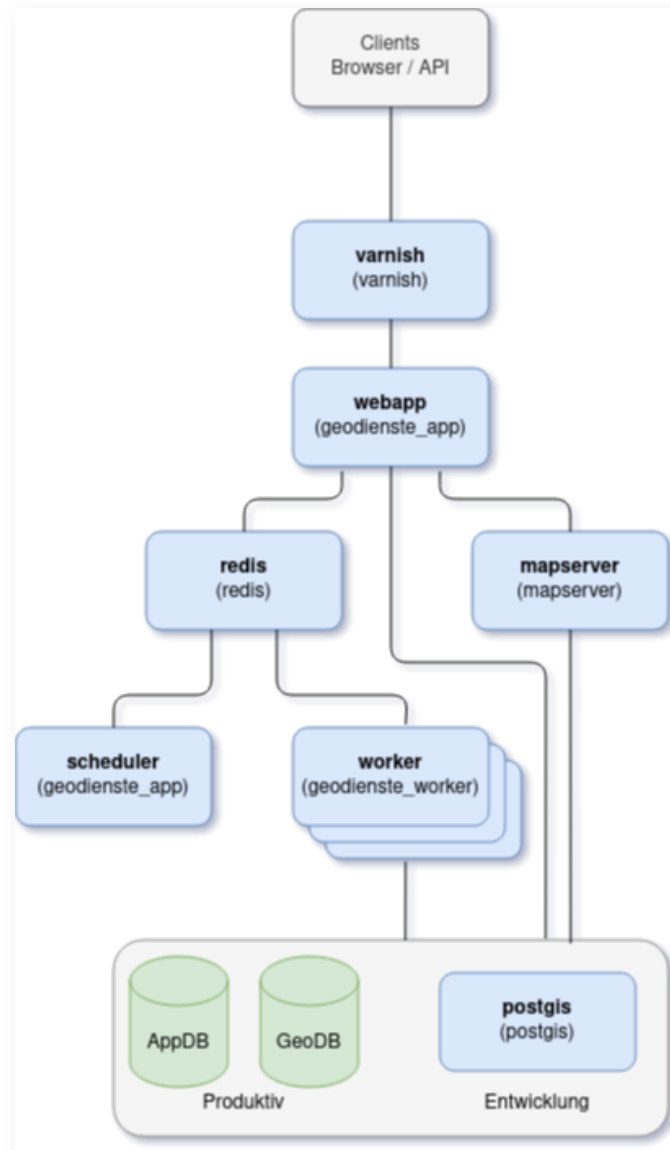 Clients
Browser / API
varnish
(varnish)
webapp
(geodienste_app)
redis
(redis)
mapserver
(mapserver)
scheduler
(geodienste_app)
worker
(geodienste_worker)
AppDB
GeoDB
postgis
(postgis)
Produktiv
Entwicklung